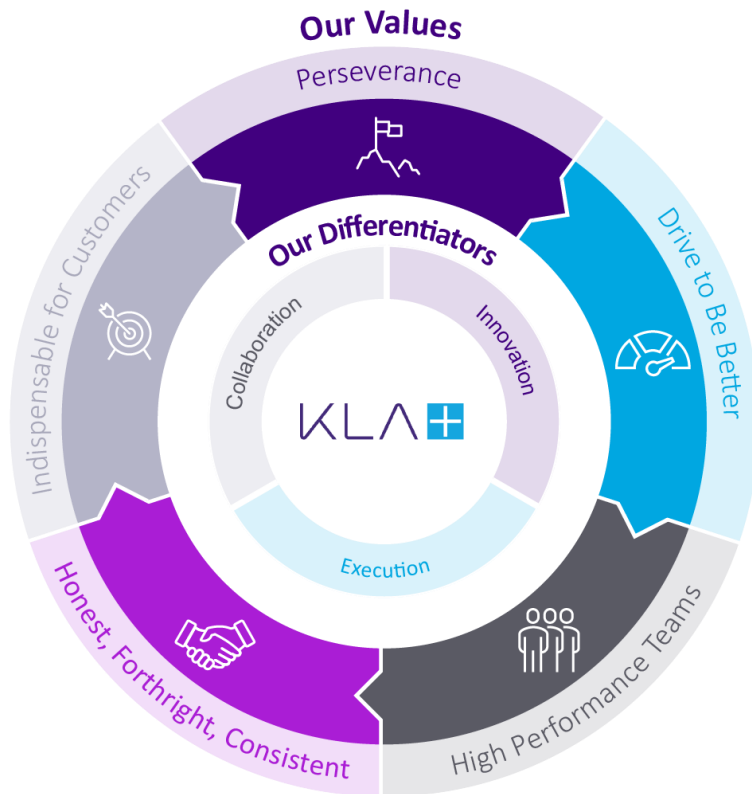 Our Values
Perseverance
Drive to Be Better
High Performance Teams
Honest, Forthright, Consistent
Indispensable for Customers
Our Differentiators
Innovation
Execution
Collaboration
KLA+